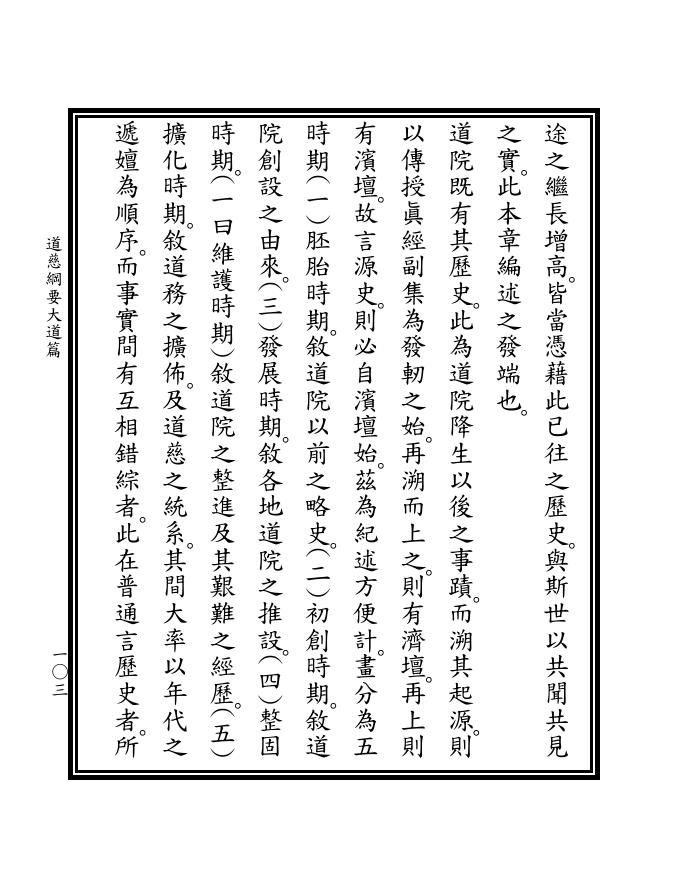 途之繼長增高。皆當憑藉此已往之歷史。與斯世以共聞共見
之實。此本章編述之發端也。
道院既有其歷史。此為道院降生以後之事蹟。而溯其起源。則
以傳授眞經副集為發軔之始。再溯而上之。則有濟壇。再上則
有濱壇。故言源史。則必自濱壇始。茲為紀述方便計。畫分為五
時期(一)胚胎時期。敘道院以前之略史。(二)初創時期。敘道
院創設之由來。(三)發展時期。敘各地道院之推設。(四)整固
時期。(一曰維護時期)敘道院之整進及其艱難之經歷。(五)
擴化時期。敘道務之擴佈。及道慈之統系。其間大率以年代之
遞嬗為順序。而事實間有互相錯綜者。此在普通言歷史者。所
道慈綱要大道篇
一〇三